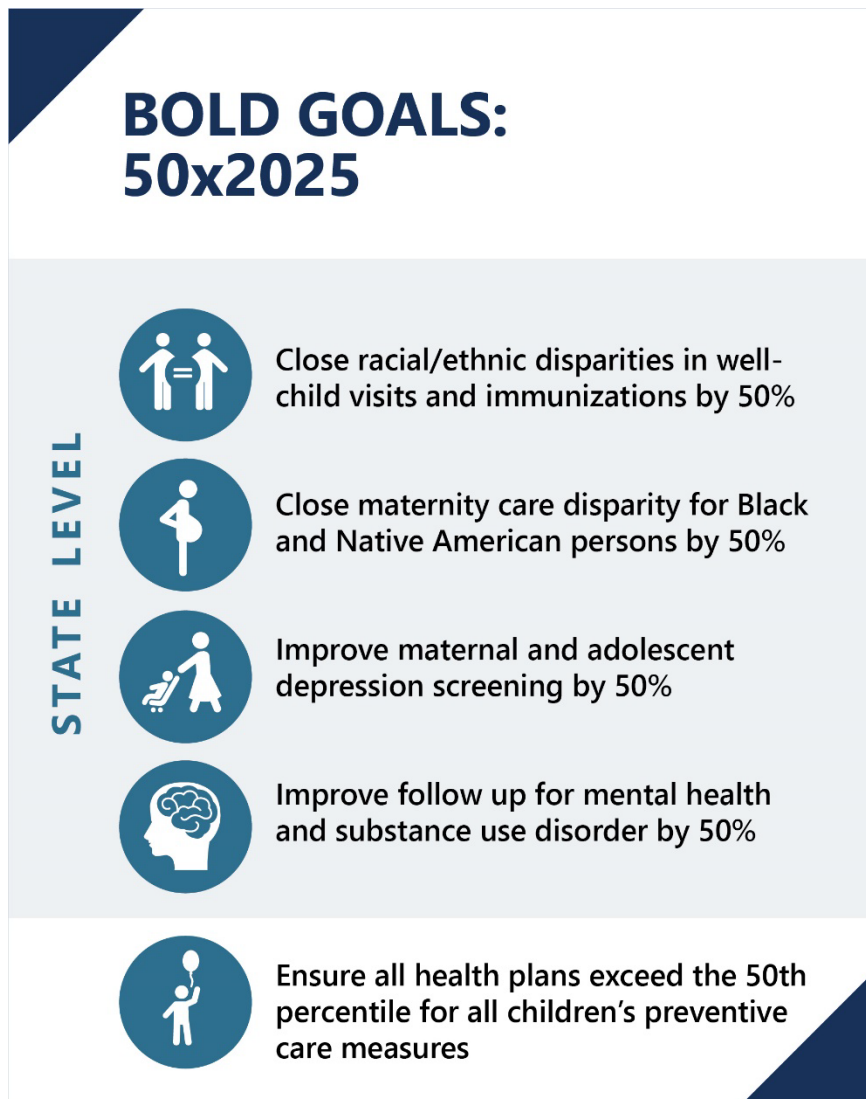 BOLD GOALS:
50x2025
STATE LEVEL
Close racial/ethnic disparities in well-
child visits and immunizations by 50%
Close maternity care disparity for Black
and Native American persons by 50%
Improve maternal and adolescent
depression screening by 50%
Improve follow up for mental health
and substance use disorder by 50%
Ensure all health plans exceed the 50th
percentile for all children’s preventive
care measures